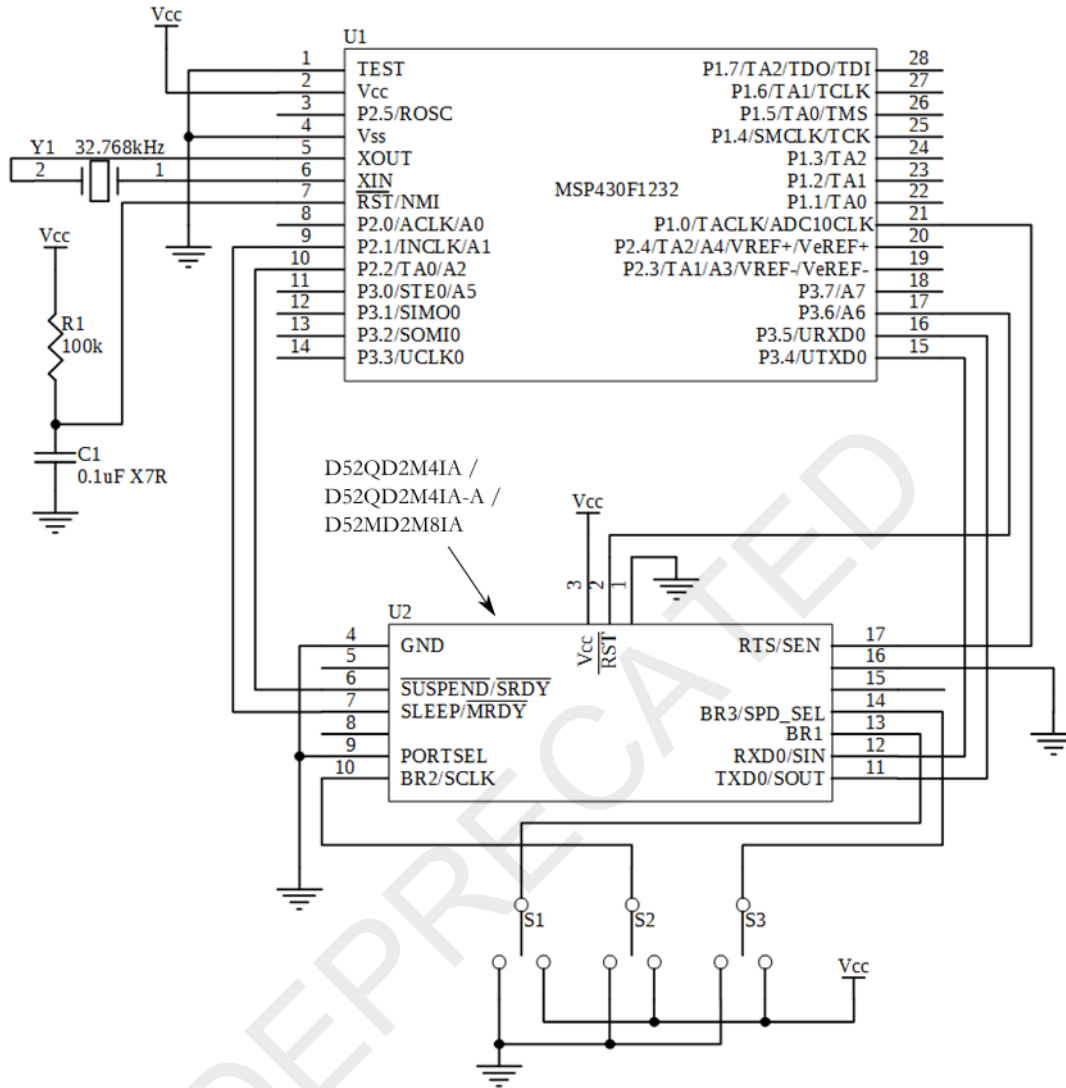 Vcc
U1
1 TEST
2 Vcc
3 P2.5/ROSC
4 Vss
5 XOUT
6 XIN
7 RST/NMI
8 P2.0/ACLK/A0
9 P2.1/INCLK/A1
10 P2.2/TA0/A2
11 P3.0/STE0/A5
12 P3.1/SIMO0
13 P3.2/SOMI0
14 P3.3/UCLK0
MSP430F1232
P1.7/TA2/TDO/TDI 28
P1.6/TA1/TCLK 27
P1.5/TA0/TMS 26
P1.4/SMCLK/TCK 25
P1.3/TA2 24
P1.2/TA1 23
P1.1/TA0 22
P1.0/TACLK/ADC10CLK 21
P2.4/TA2/A4/VREF+/VeREF+ 20
P2.3/TA1/A3/VREF-/VeREF- 19
P3.7/A7 18
P3.6/A6 17
P3.5/URXD0 16
P3.4/UTXD0 15
Y1 32.768kHz
2 1
Vcc
R1
100k
C1
0.1uF X7R
D52QD2M4IA /
D52QD2M4IA-A /
D52MD2M8IA
Vcc
3 2 1
U2
Vcc
RST
4 GND
5
6 SUSPEND/SRDY
7 SLEEP/MRDY
8
9 PORTSEL
10 BR2/SCLK
RTS/SEN 17
16
15
BR3/SPD_SEL 14
BR1 13
RXD0/SIN 12
TXD0/SOUT 11
S1 S2 S3
Vcc
DEPRECATED